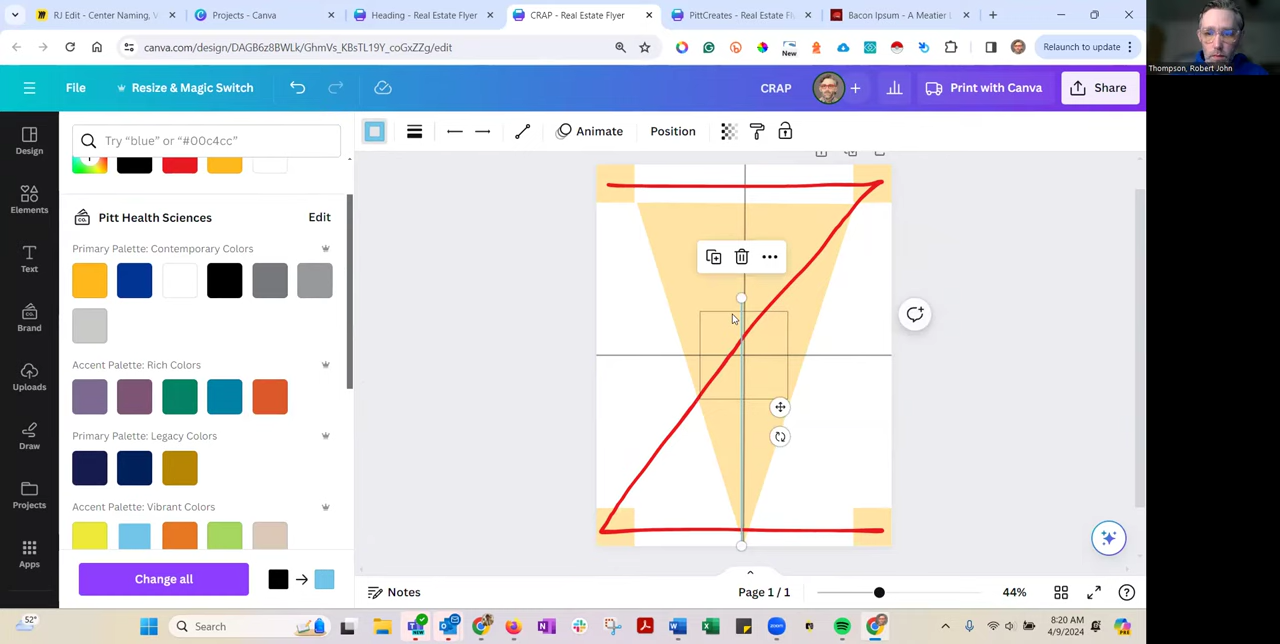 RJ Edit - Center Naming, V
Projects - Canva
Heading - Real Estate Flyer
CRAP - Real Estate Flyer
PittCreates - Real Estate Fl
Bacon Ipsum - A Meatier L
canva.com/design/DAGB6z8BWLk/GhmVs_KBsTL19Y_coGxZZg/edit
New
Relaunch to update
Thompson, Robert John
File
Resize & Magic Switch
CRAP
Print with Canva
Share
Try “blue” or “#00c4cc”
Animate
Position
Design
Elements
Text
Brand
Uploads
Draw
Projects
Apps
CO.
Pitt Health Sciences
Edit
Primary Palette: Contemporary Colors
Accent Palette: Rich Colors
Primary Palette: Legacy Colors
Accent Palette: Vibrant Colors
Change all
Notes
Page 1 / 1
44%
52°
Search
8:20 AM
4/9/2024